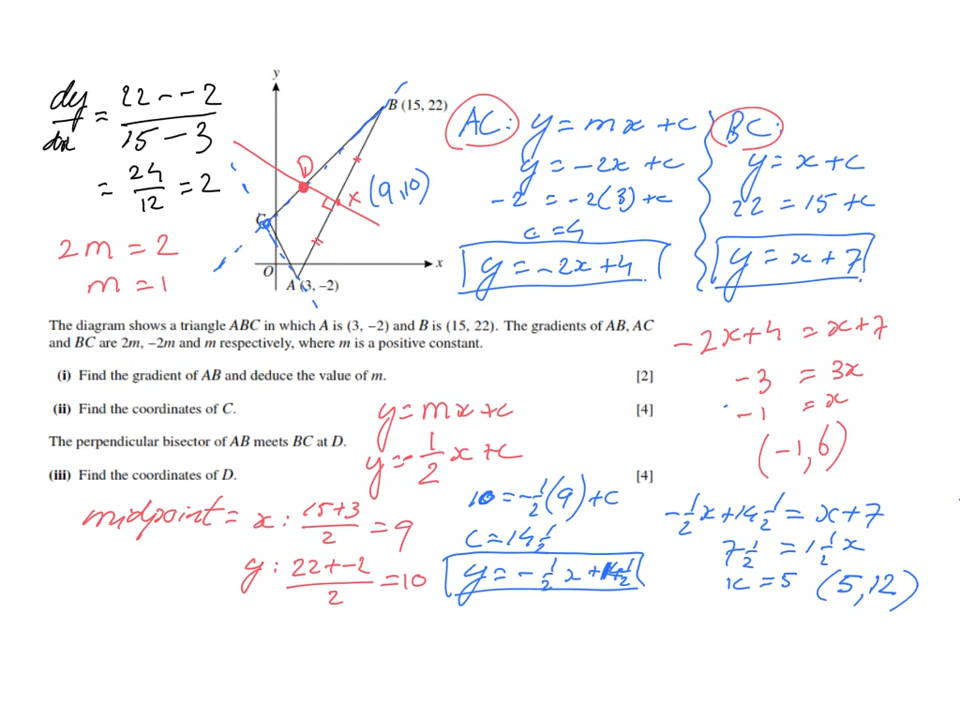 dy/dx = 22 - -2 / 15 - 3
= 24/12 = 2
2m = 2
m = 1
y
B (15, 22)
D
x (9,10)
C
O
x
A (3, −2)
AC: y = mx + c
y = -2x + c
-2 = -2(3) + c
c = 4
y = -2x + 4
BC:
y = x + c
22 = 15 + c
y = x + 7
The diagram shows a triangle ABC in which A is (3, −2) and B is (15, 22). The gradients of AB, AC
and BC are 2m, −2m and m respectively, where m is a positive constant.
(i) Find the gradient of AB and deduce the value of m. [2]
(ii) Find the coordinates of C. [4]
The perpendicular bisector of AB meets BC at D.
(iii) Find the coordinates of D. [4]
-2x+4 = x+7
-3 = 3x
-1 = x
(-1, 6)
y = mx + c
y = -1/2 x + c
midpoint = x : 15+3 / 2 = 9
y : 22+-2 / 2 = 10
10 = -1/2 (9) + c
c = 14 1/2
y = -1/2 x + 14 1/2
-1/2 x + 14 1/2 = x + 7
7 1/2 = 1 1/2 x
x = 5 (5, 12)